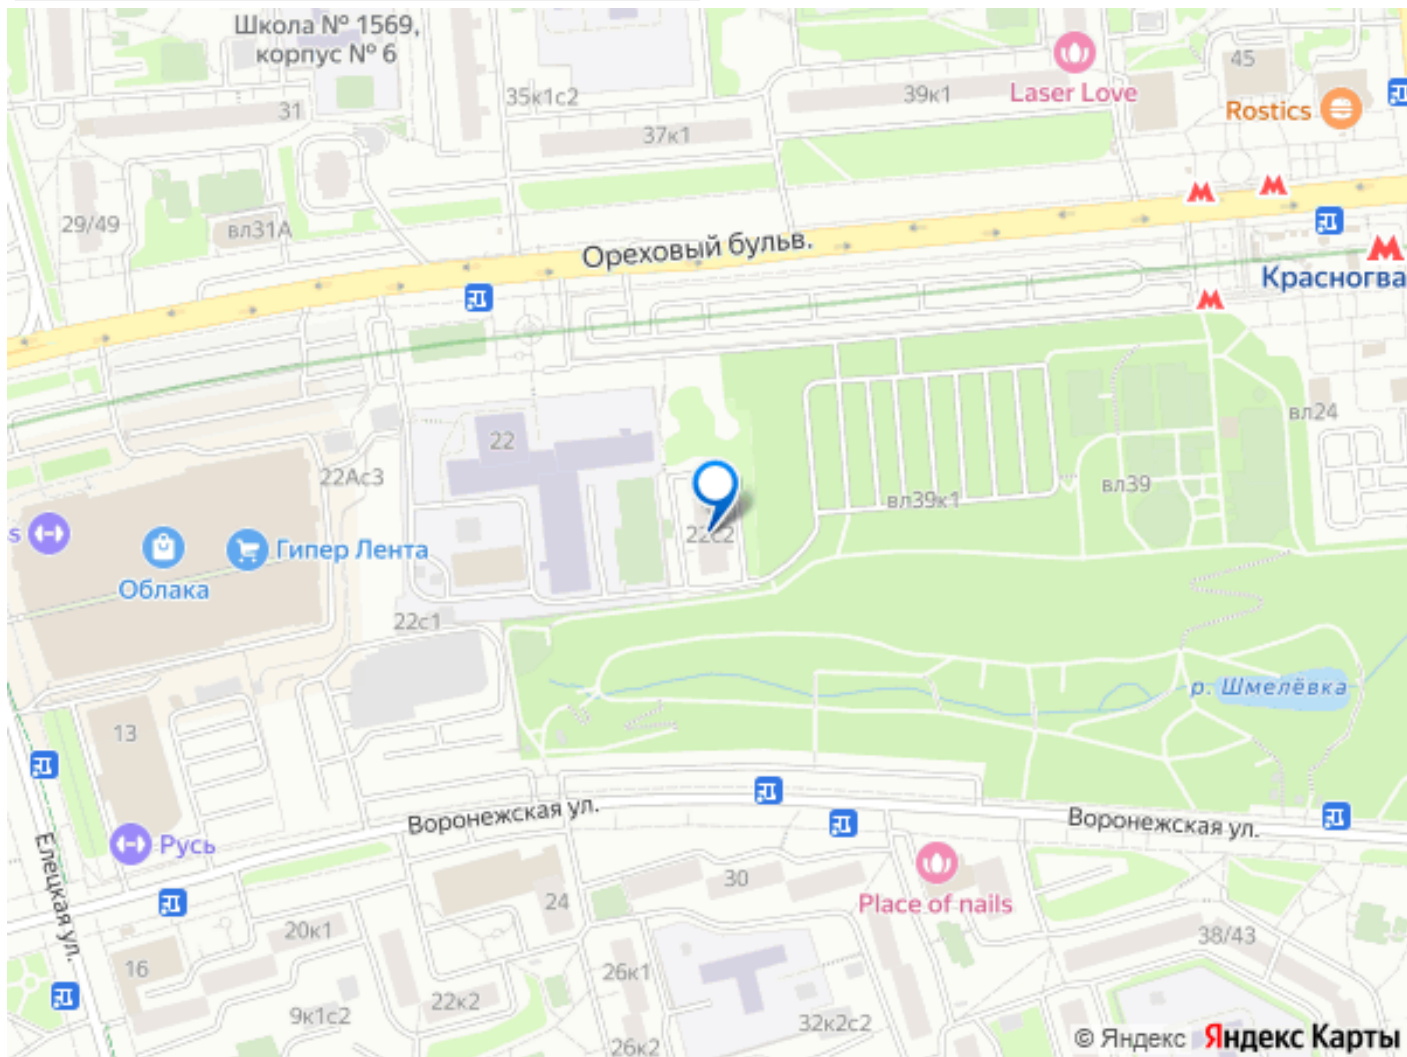 Школа № 1569,
корпус № 6
45
35к1с2
39к1
Laser Love
Rostics
31
37к1
29/49
вл31А
Ореховый бульв.
Красногва
вл24
22
22Ас3
вл39
вл39к1
s
Гипер Лента
22с2
Облака
22с1
р. Шмелёвка
13
Воронежская ул.
Воронежская ул.
Русь
Елецкая ул.
30
24
Place of nails
20к1
38/43
16
26к1
22к2
9к1с2
32к2с2
26к2
© Яндекс Яндекс Карты